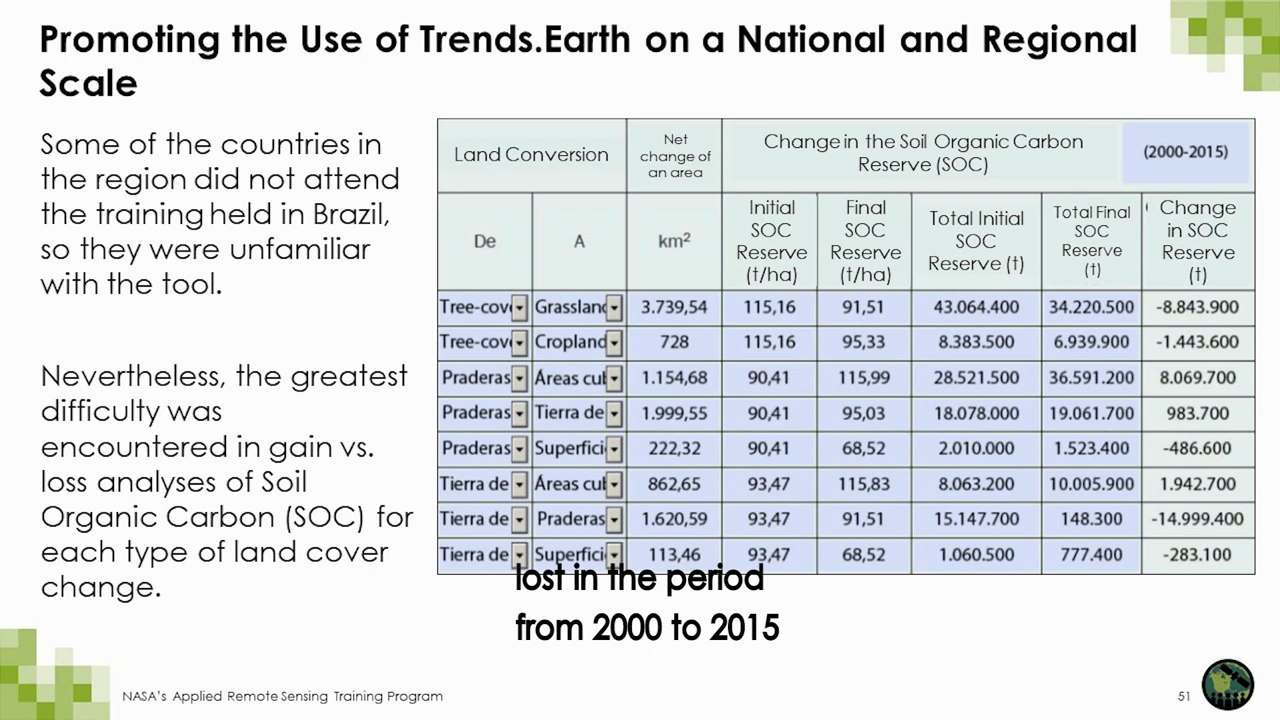 Promoting the Use of Trends.Earth on a National and Regional
Scale
Some of the countries in
the region did not attend
the training held in Brazil,
so they were unfamiliar
with the tool.
Nevertheless, the greatest
difficulty was
encountered in gain vs.
loss analyses of Soil
Organic Carbon (SOC) for
each type of land cover
change.
Land Conversion
Net
change of
an area
Change in the Soil Organic Carbon
Reserve (SOC)
(2000-2015)
De
A
km²
Initial
SOC
Reserve
(t/ha)
Final
SOC
Reserve
(t/ha)
Total Initial
SOC
Reserve (t)
Total Final
SOC
Reserve
(t)
Change
in SOC
Reserve
(t)
Tree-cov Grassland 3.739,54 115,16 91,51 43.064.400 34.220.500 -8.843.900
Tree-cov Cropland 728 115,16 95,33 8.383.500 6.939.900 -1.443.600
Praderas Áreas cul 1.154,68 90,41 115,99 28.521.500 36.591.200 8.069.700
Praderas Tierra de 1.999,55 90,41 95,03 18.078.000 19.061.700 983.700
Praderas Superfici 222,32 90,41 68,52 2.010.000 1.523.400 -486.600
Tierra de Áreas cul 862,65 93,47 115,83 8.063.200 10.005.900 1.942.700
Tierra de Praderas 1.620,59 93,47 91,51 15.147.700 148.300 -14.999.400
Tierra de Superfici 113,46 93,47 68,52 1.060.500 777.400 -283.100
lost in the period
from 2000 to 2015
NASA's Applied Remote Sensing Training Program
51